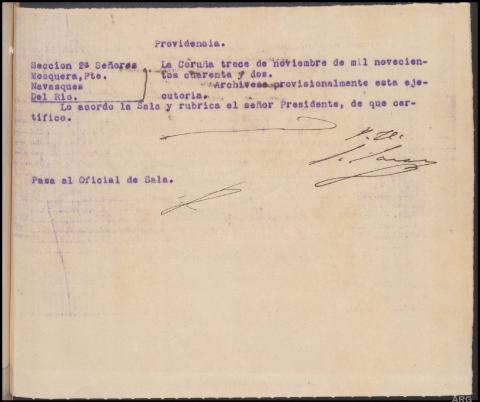 Providencia.
Seccion 2ª Señores
Mosquera,Pte.
Navasques
Del Rio.
La Coruña trece de noviembre de mil novecien-
tos cuarenta y dos.
Archivese provisionalmente esta eje-
cutoria.
Lo acordo la Sala y rubrica el señor Presidente, de que cer-
tifico.
Pasa al Oficial de Sala.
ARG